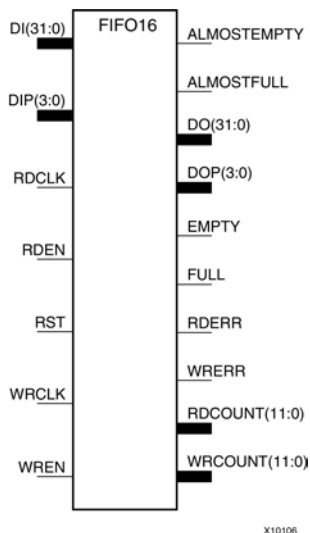 FIFO16
DI(31:0)
DIP(3:0)
RDCLK
RDEN
RST
WRCLK
WREN
ALMOSTEMPTY
ALMOSTFULL
DO(31:0)
DOP(3:0)
EMPTY
FULL
RDERR
WRERR
RDCOUNT(11:0)
WRCOUNT(11:0)
X10106